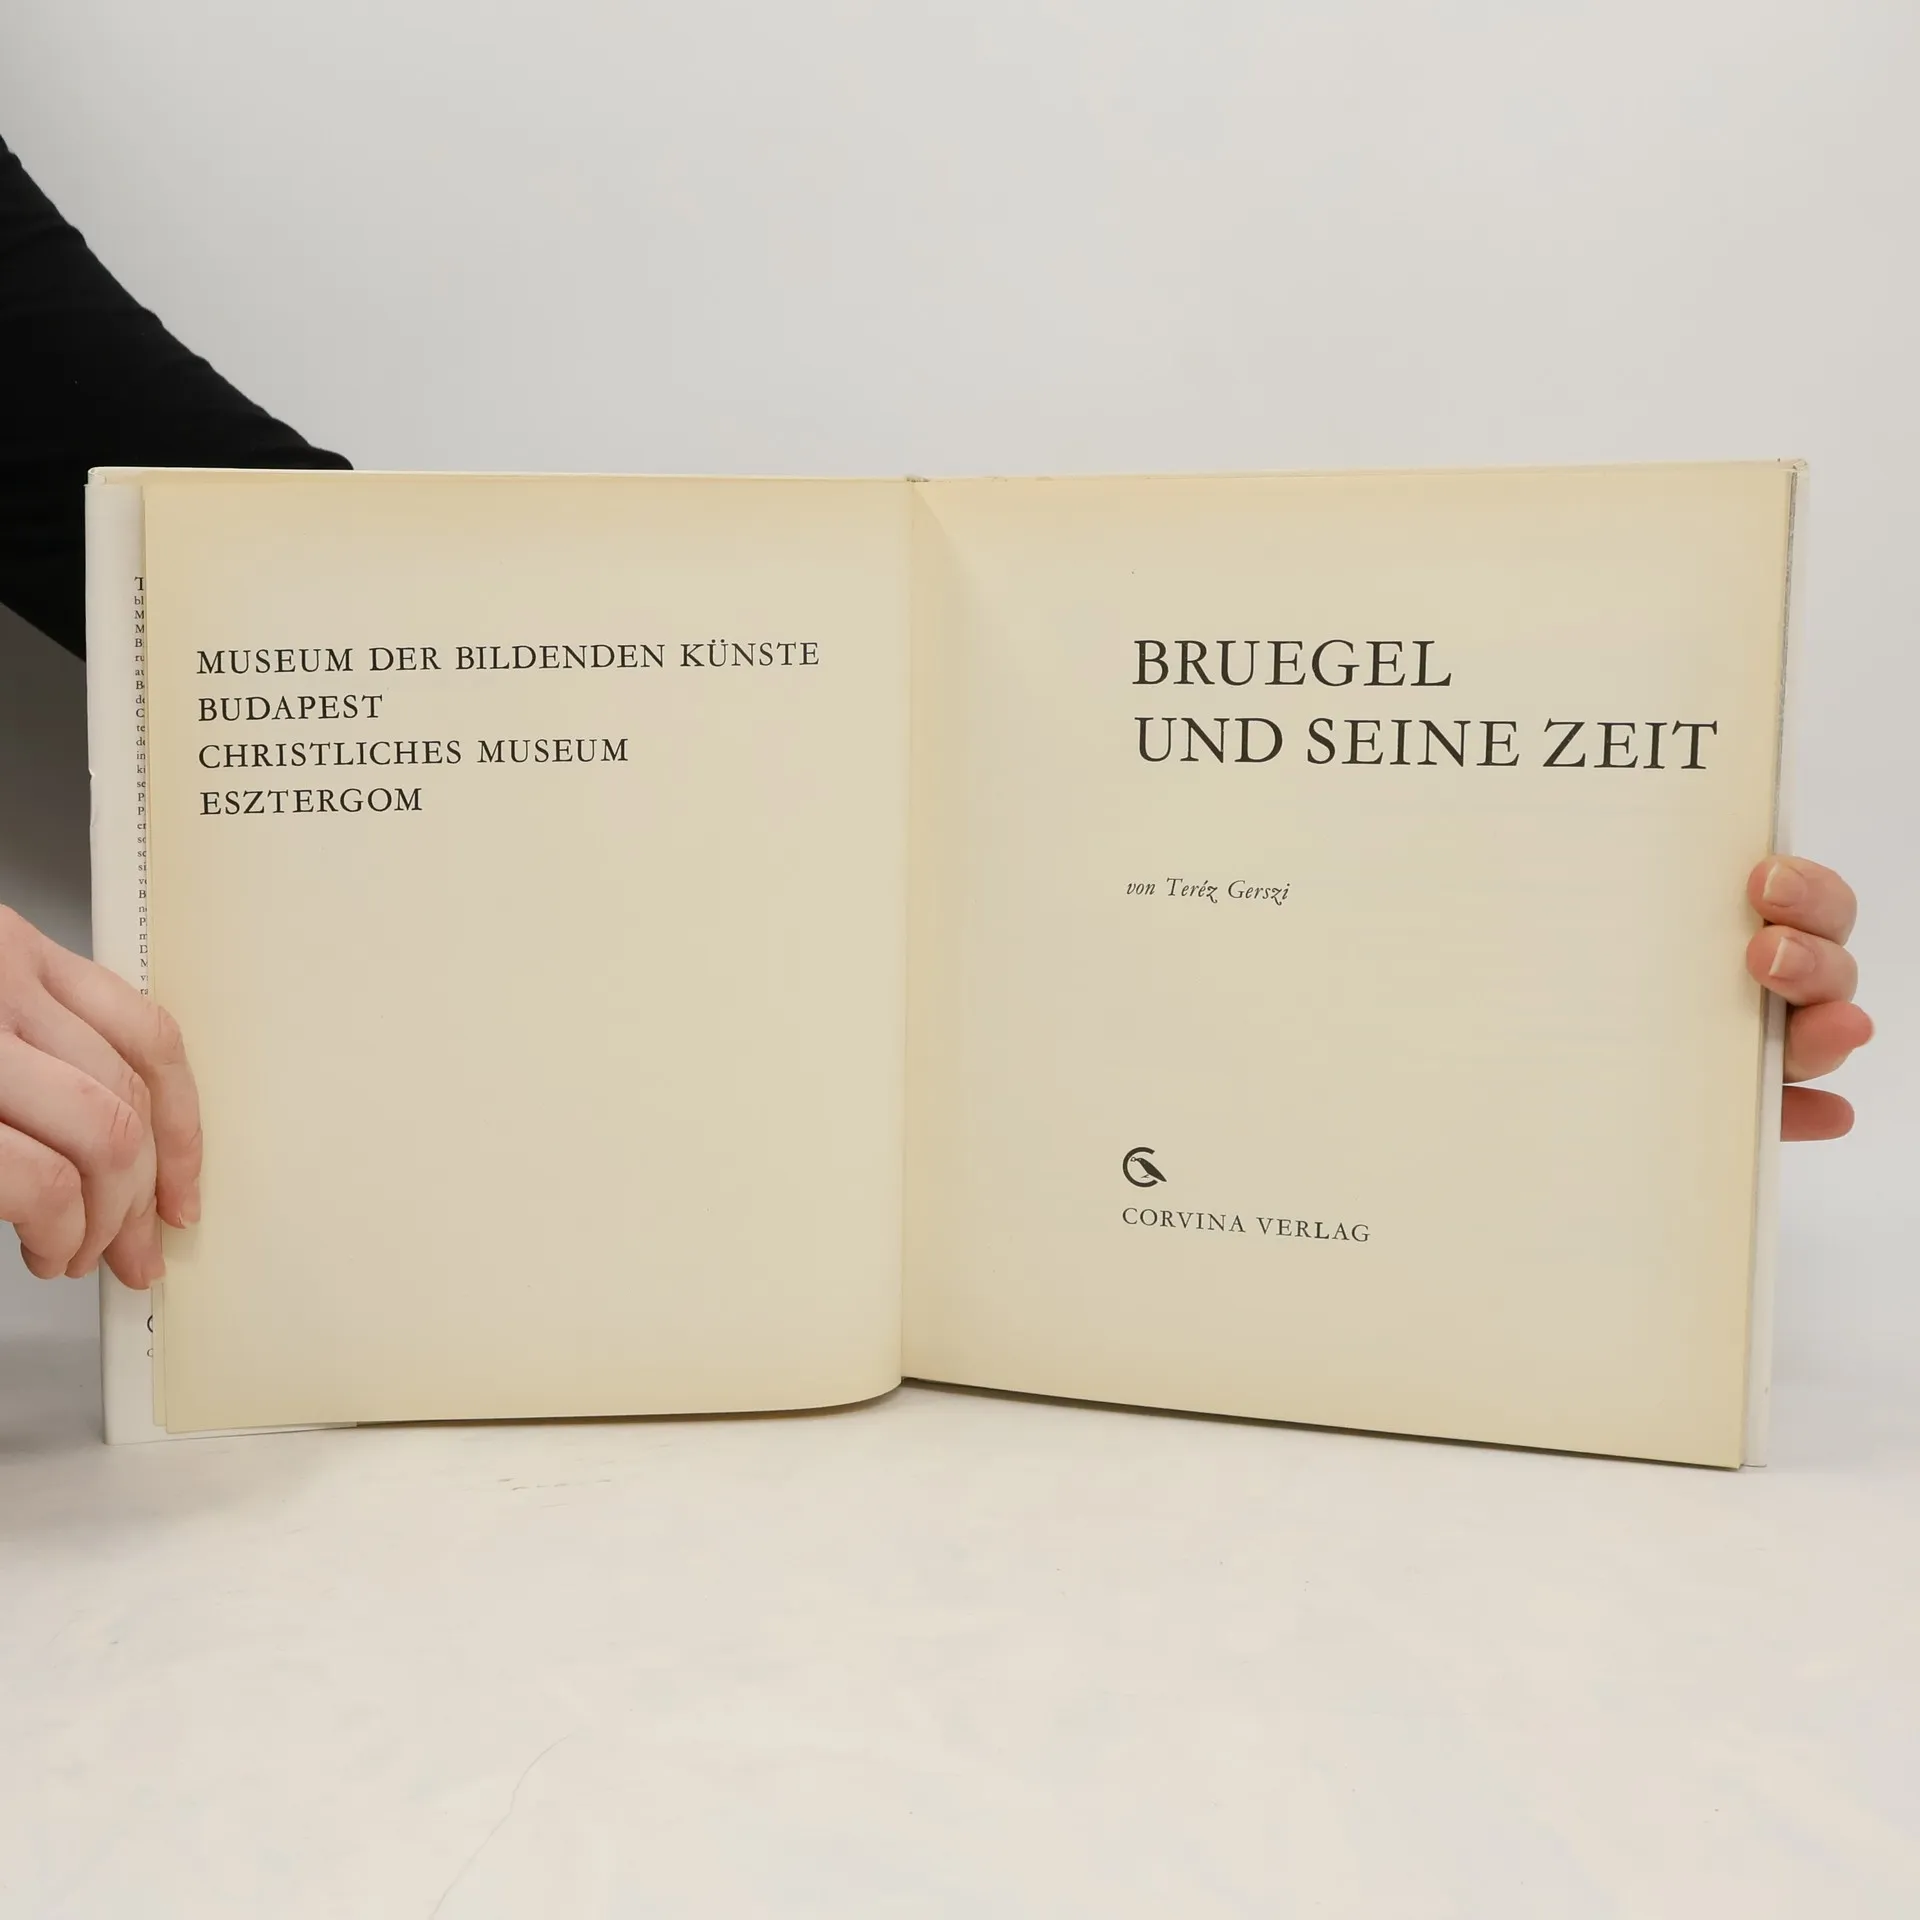 MUSEUM DER BILDENDEN KÜNSTE
BUDAPEST
CHRISTLICHES MUSEUM
ESZTERGOM
BRUEGEL
UND SEINE ZEIT
von Teréz Gerszi
CORVINA VERLAG